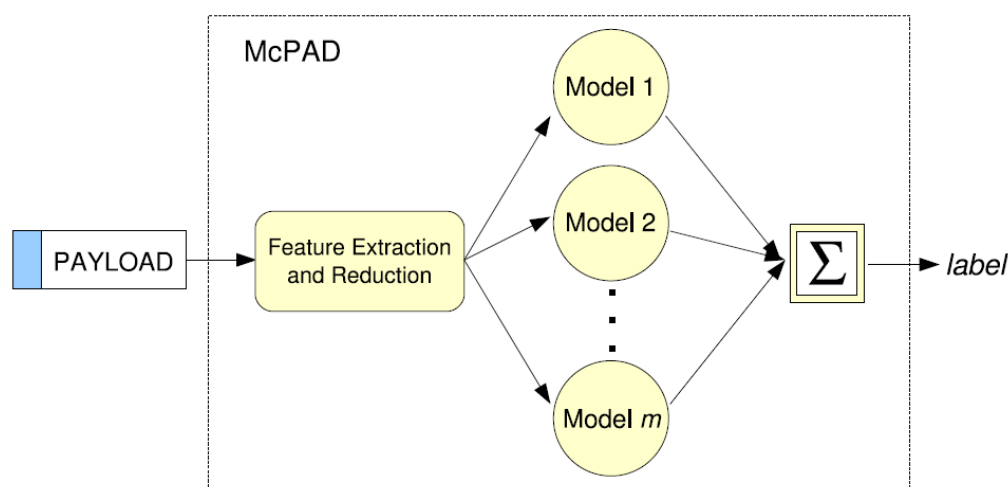 McPAD
Model 1
Model 2
PAYLOAD
Feature Extraction
and Reduction
Σ
label
Model m